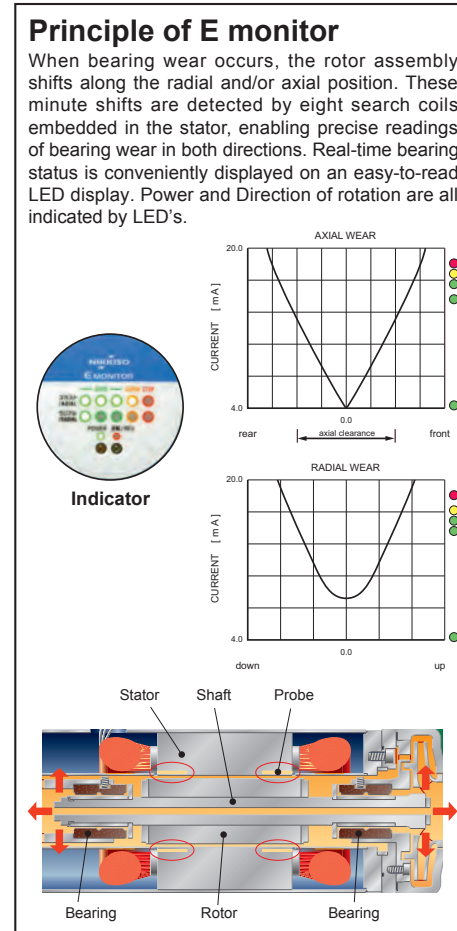 Principle of E monitor
When bearing wear occurs, the rotor assembly
shifts along the radial and/or axial position. These
minute shifts are detected by eight search coils
embedded in the stator, enabling precise readings
of bearing wear in both directions. Real-time bearing
status is conveniently displayed on an easy-to-read
LED display. Power and Direction of rotation are all
indicated by LED's.
AXIAL WEAR
20.0
CURRENT [ mA ]
4.0
0.0
rear
axial clearance
front
NIKKISO
E MONITOR
POWER
Indicator
RADIAL WEAR
20.0
CURRENT [ mA ]
4.0
0.0
down
up
Stator
Shaft
Probe
Bearing
Rotor
Bearing